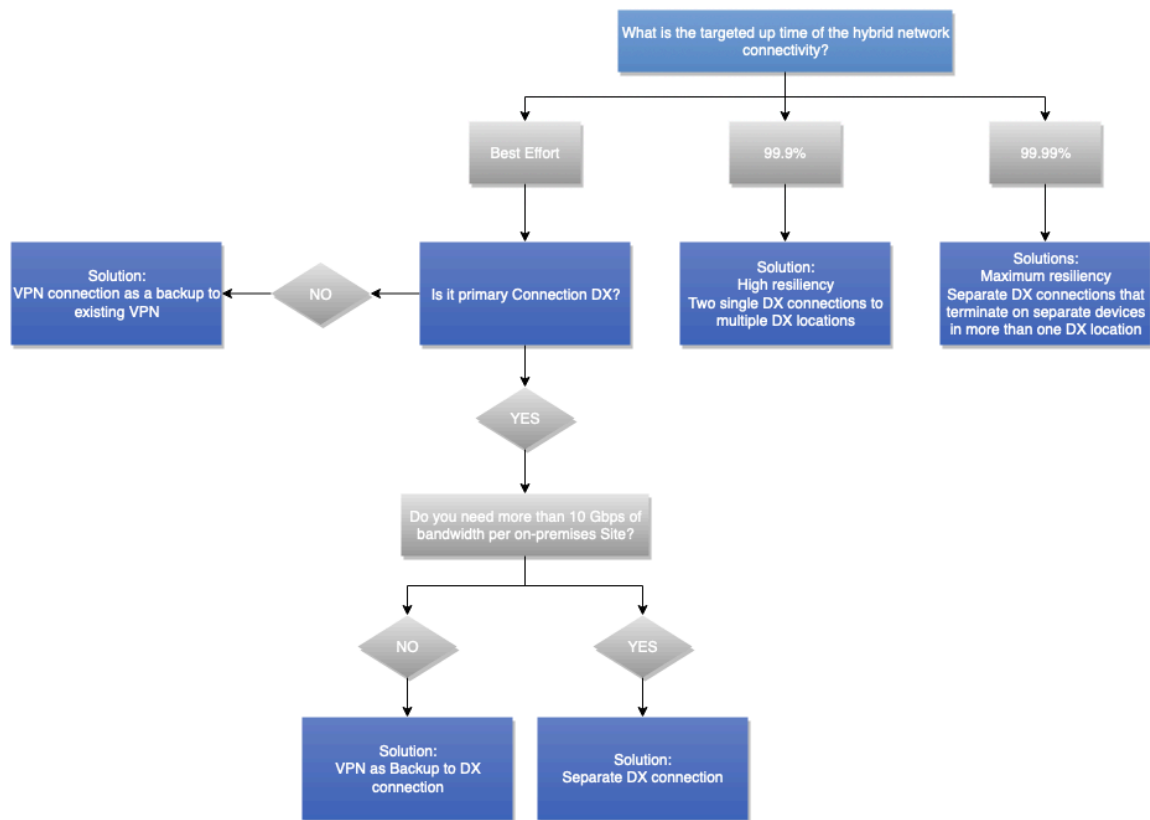 What is the targeted up time of the hybrid network
connectivity?
Best Effort
99.9%
99.99%
Solution:
VPN connection as a backup to
existing VPN
NO
Is it primary Connection DX?
Solution:
High resiliency
Two single DX connections to
multiple DX locations
Solutions:
Maximum resiliency
Separate DX connections that
terminate on separate devices
in more than one DX location
YES
Do you need more than 10 Gbps of
bandwidth per on-premises Site?
NO
YES
Solution:
VPN as Backup to DX
connection
Solution:
Separate DX connection